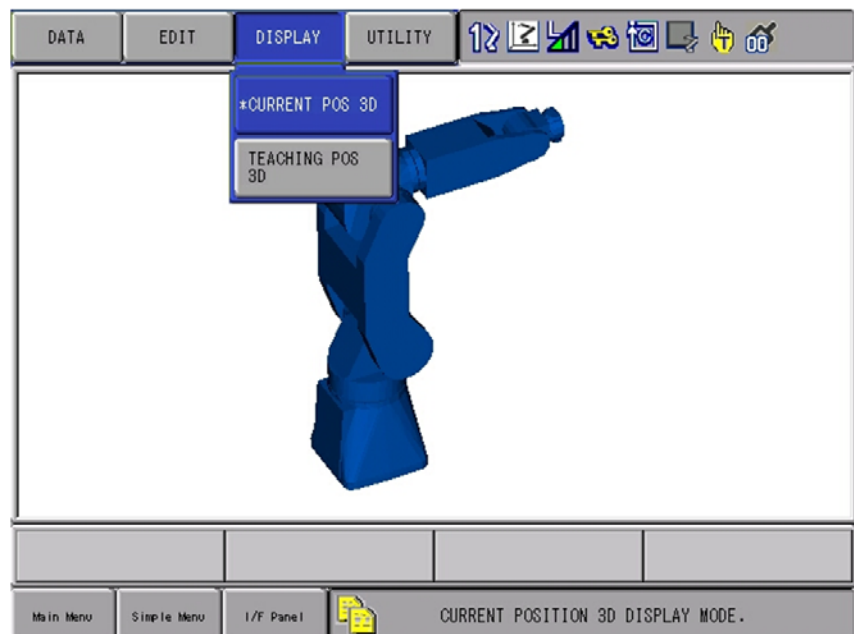 DATA
EDIT
DISPLAY
UTILITY
*CURRENT POS 3D
TEACHING POS
3D
Main Menu
Simple Menu
I/F Panel
CURRENT POSITION 3D DISPLAY MODE.